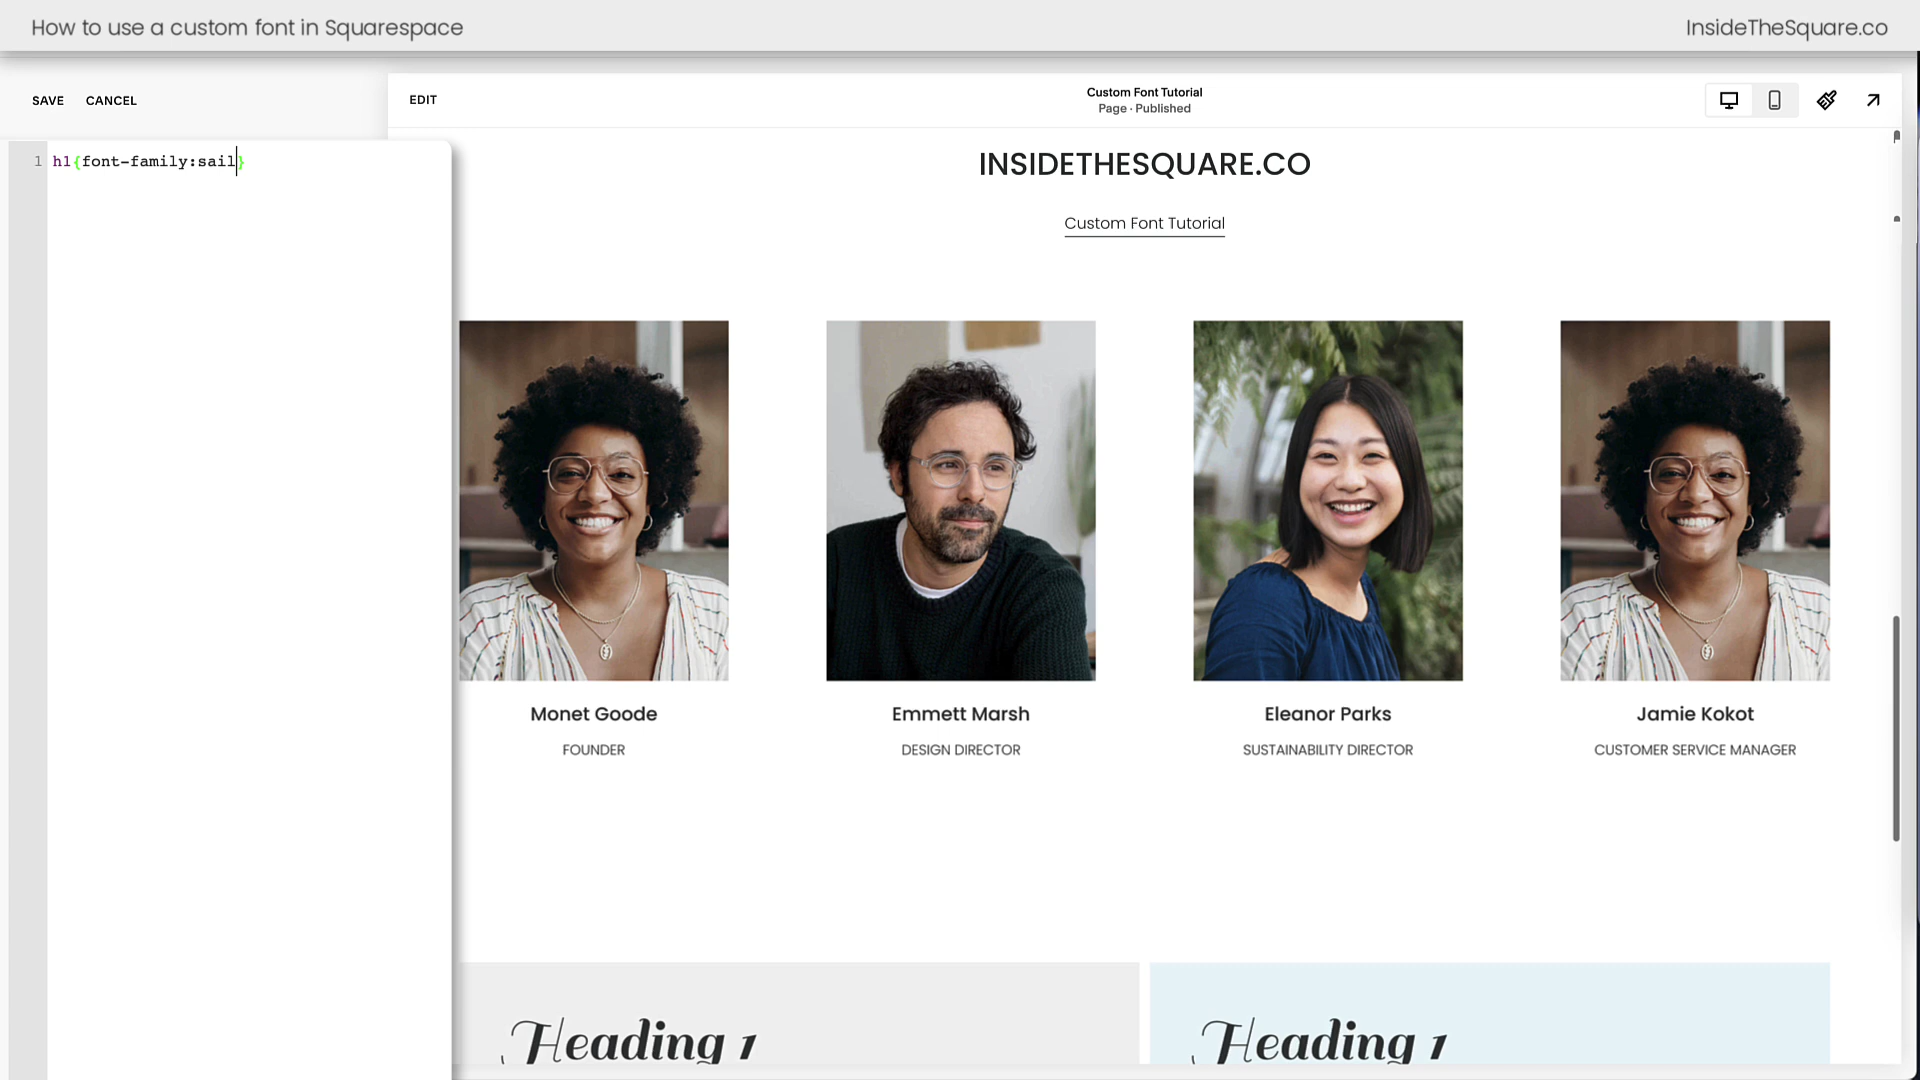 How to use a custom font in Squarespace
InsideTheSquare.co
SAVE CANCEL
EDIT
Custom Font Tutorial
Page · Published
1 h1{font-family:sail}
INSIDETHESQUARE.CO
Custom Font Tutorial
Monet Goode
FOUNDER
Emmett Marsh
DESIGN DIRECTOR
Eleanor Parks
SUSTAINABILITY DIRECTOR
Jamie Kokot
CUSTOMER SERVICE MANAGER
Heading 1
Heading 1